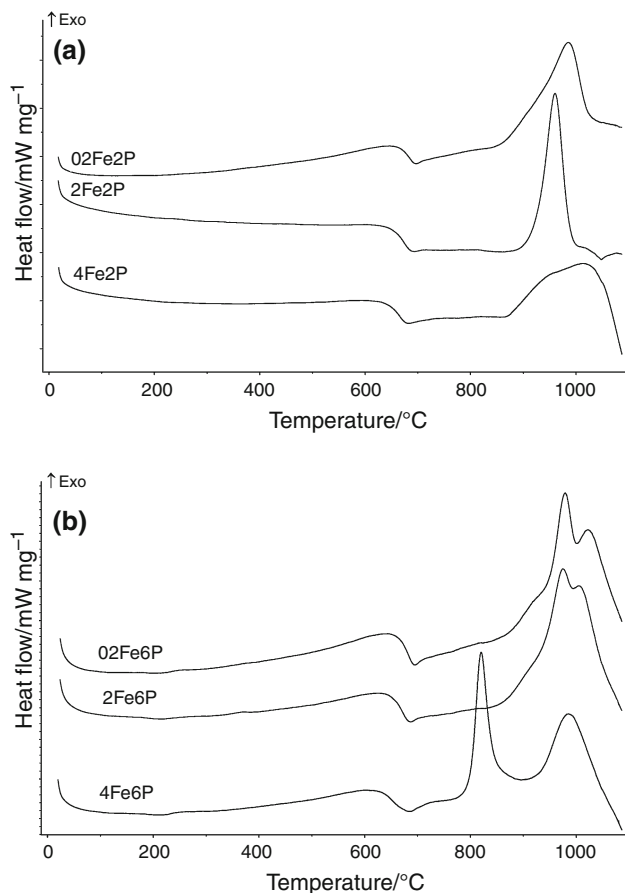 ↑ Exo
(a)
Heat flow/mW mg⁻¹
02Fe2P
2Fe2P
4Fe2P
0 200 400 600 800 1000
Temperature/°C
↑ Exo
(b)
Heat flow/mW mg⁻¹
02Fe6P
2Fe6P
4Fe6P
0 200 400 600 800 1000
Temperature/°C